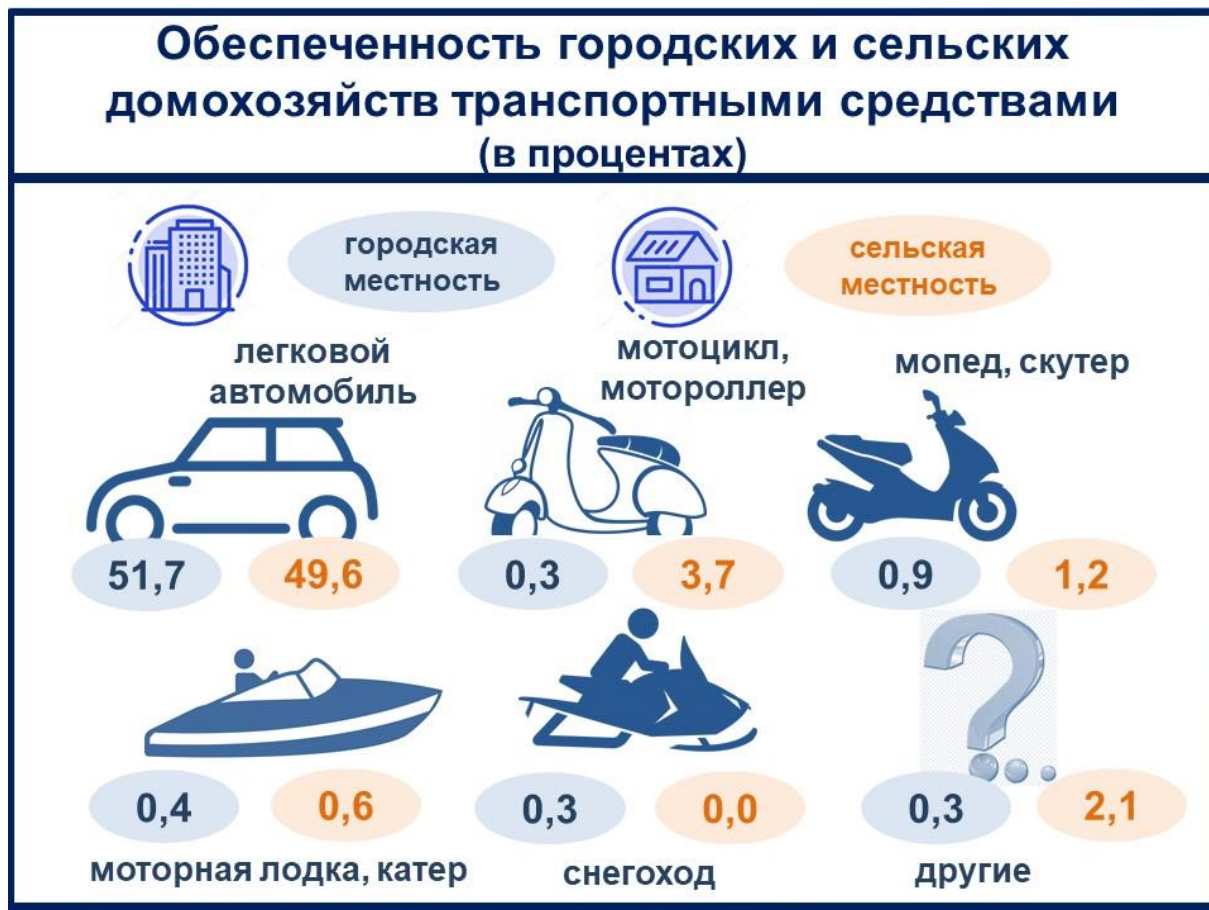 Обеспеченность городских и сельских
домохозяйств транспортными средствами
(в процентах)
городская
местность
сельская
местность
легковой
автомобиль
мотоцикл,
мотороллер
мопед, скутер
51,7
49,6
0,3
3,7
0,9
1,2
0,4
0,6
0,3
0,0
0,3
2,1
моторная лодка, катер
снегоход
другие